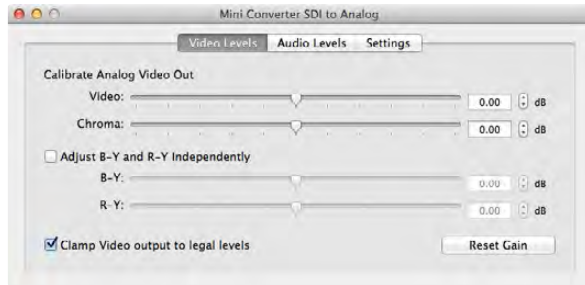 Mini Converter SDI to Analog
Video Levels Audio Levels Settings
Calibrate Analog Video Out
Video: 0.00 dB
Chroma: 0.00 dB
Adjust B-Y and R-Y Independently
B-Y: 0.00 dB
R-Y: 0.00 dB
Clamp Video output to legal levels Reset Gain